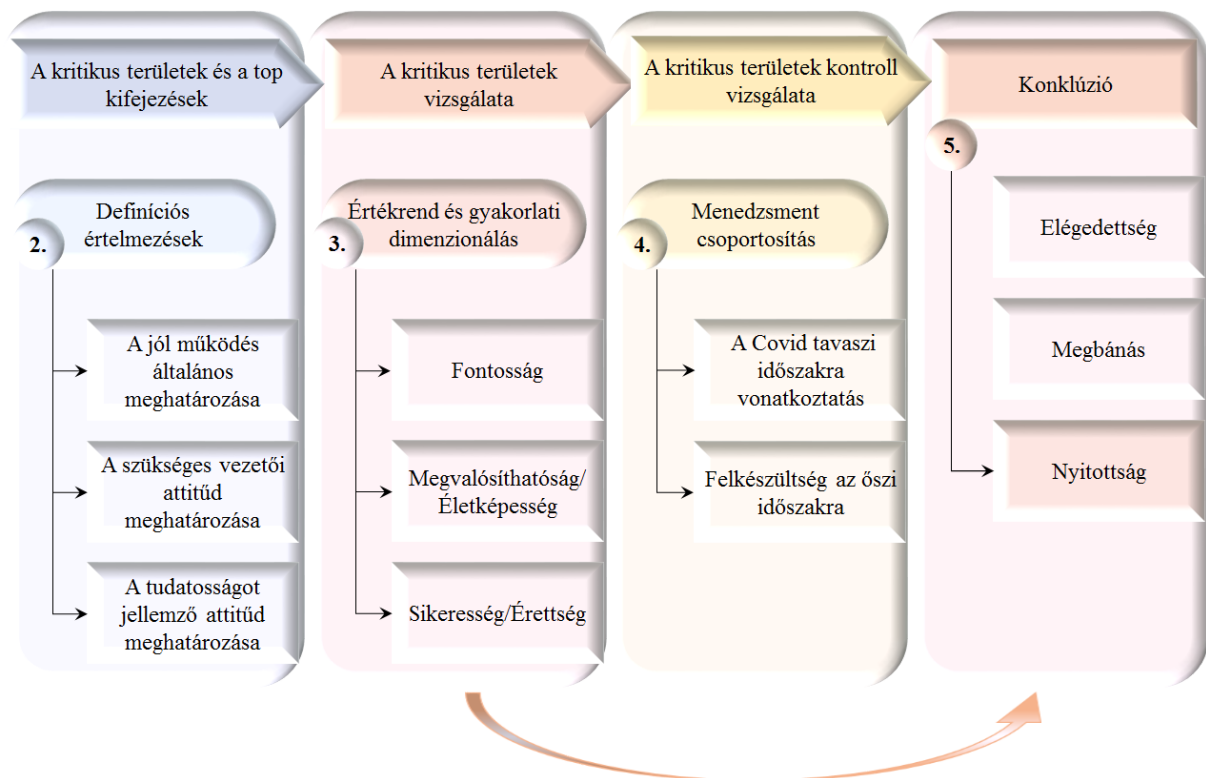 A kritikus területek és a top
kifejezések
2.
Definíciós
értelmezések
A jól működés
általános
meghatározása
A szükséges vezetői
attitűd
meghatározása
A tudatosságot
jellemző attitűd
meghatározása
A kritikus területek
vizsgálata
3.
Értékrend és gyakorlati
dimenzionálás
Fontosság
Megvalósíthatóság/
Életképesség
Sikeresség/Érettség
A kritikus területek kontroll
vizsgálata
4.
Menedzsment
csoportosítás
A Covid tavaszi
időszakra
vonatkoztatás
Felkészültség az őszi
időszakra
Konklúzió
5.
Elégedettség
Megbánás
Nyitottság